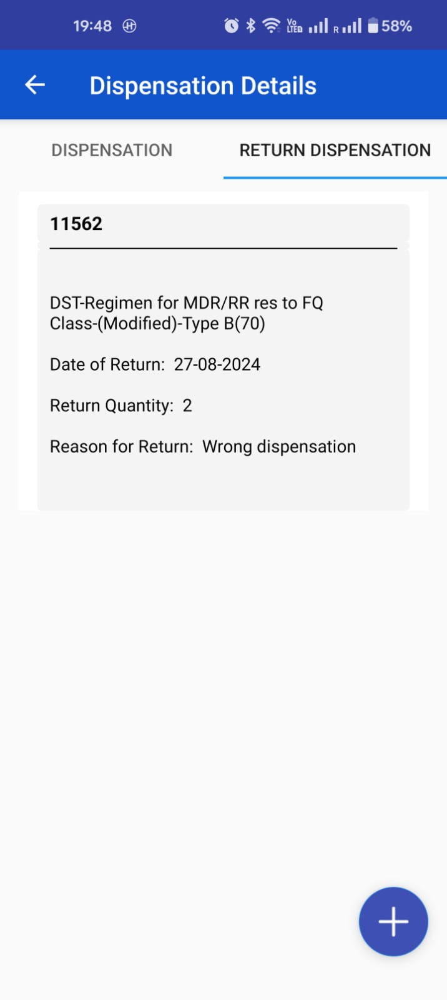 19:48
Vo
LTED
R
58%
Dispensation Details
DISPENSATION
RETURN DISPENSATION
11562
DST-Regimen for MDR/RR res to FQ
Class-(Modified)-Type B(70)
Date of Return: 27-08-2024
Return Quantity: 2
Reason for Return: Wrong dispensation